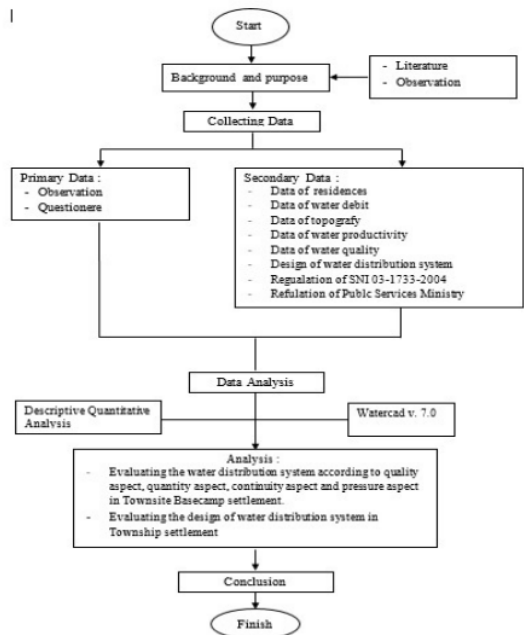 Start
Background and purpose
- Literature
- Observation
Collecting Data
Primary Data :
- Observation
- Questionere
Secondary Data :
- Data of residences
- Data of water debit
- Data of topografy
- Data of water productivity
- Data of water quality
- Design of water distribution system
- Regualation of SNI 03-1733-2004
- Refulation of Publc Services Ministry
Data Analysis
Descriptive Quantitative
Analysis
Watercad v. 7.0
Analysis :
- Evaluating the water distribution system according to quality
aspect, quantity aspect, continuity aspect and pressure aspect
in Townsite Basecamp settlement.
- Evaluating the design of water distribution system in
Township settlement
Conclusion
Finish